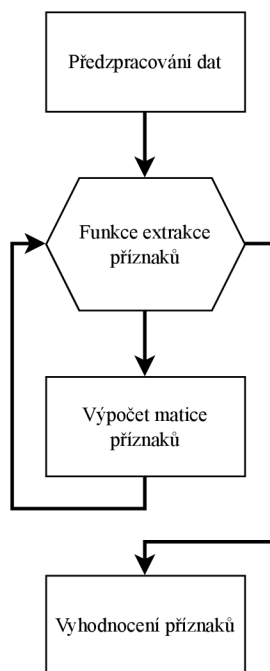 Předzpracování dat
Funkce extrakce
příznaků
Výpočet matice
příznaků
Vyhodnocení příznaků